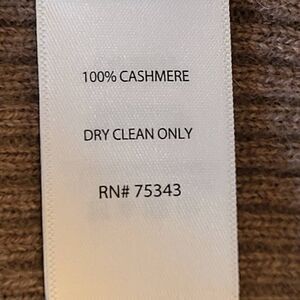 100% CASHMERE
DRY CLEAN ONLY
RN# 75343